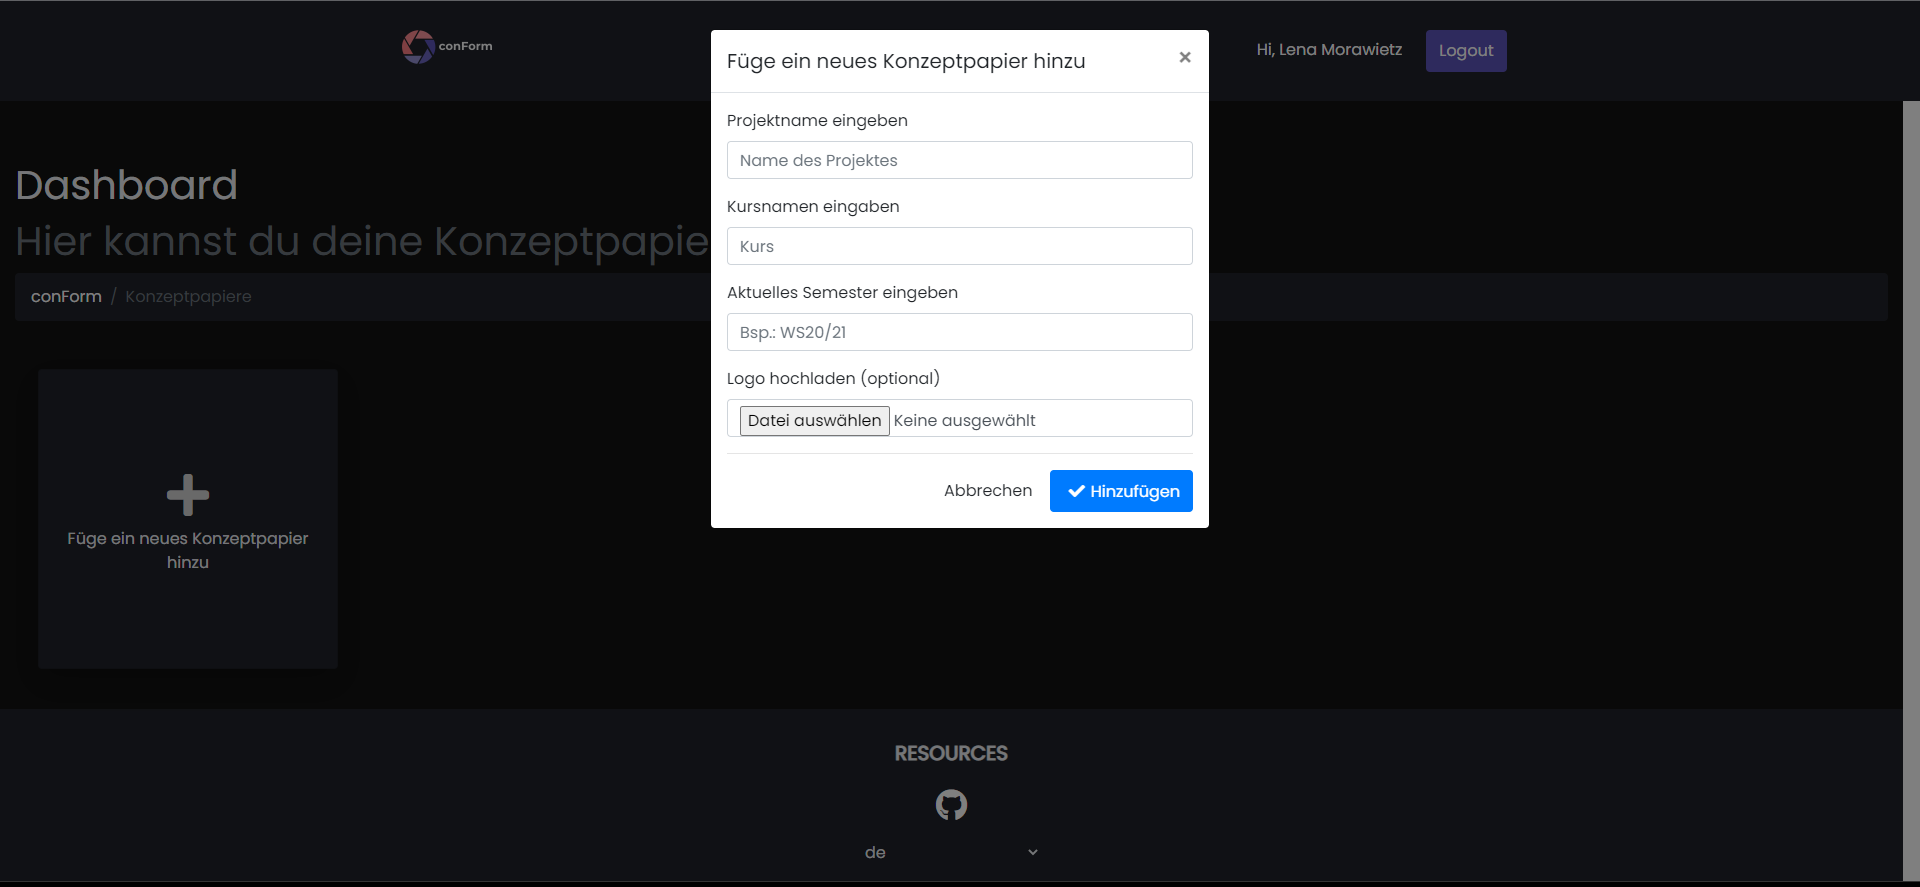 conForm
Hi, Lena Morawietz
Logout
Füge ein neues Konzeptpapier hinzu
×
Projektname eingeben
Name des Projektes
Kursnamen eingaben
Kurs
Aktuelles Semester eingeben
Bsp.: WS20/21
Logo hochladen (optional)
Datei auswählen Keine ausgewählt
Abbrechen
Hinzufügen
Dashboard
Hier kannst du deine Konzeptpapie
conForm / Konzeptpapiere
Füge ein neues Konzeptpapier
hinzu
RESOURCES
de